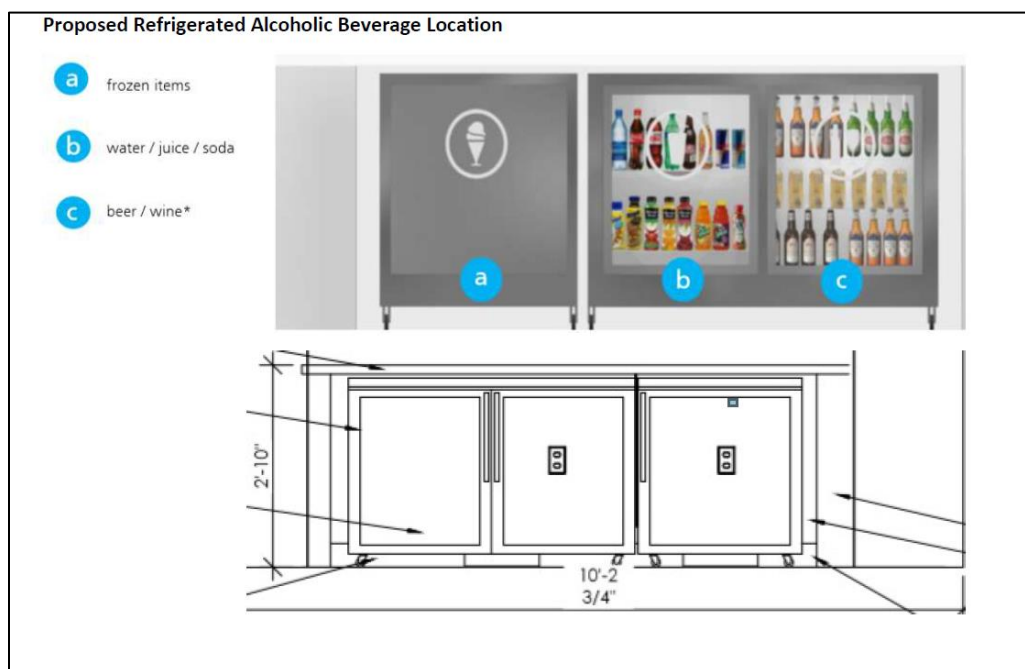 Proposed Refrigerated Alcoholic Beverage Location
a frozen items
b water / juice / soda
c beer / wine*
a
b
c
2'-10"
10'-2
3/4"